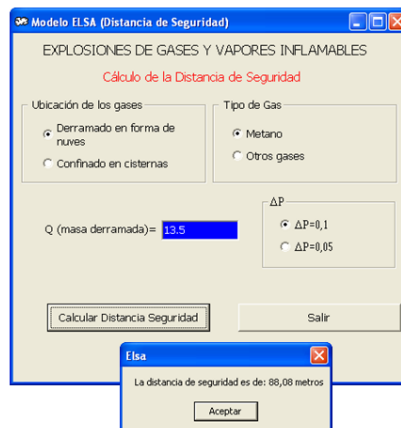 Modelo ELSA (Distancia de Seguridad)
EXPLOSIONES DE GASES Y VAPORES INFLAMABLES
Cálculo de la Distancia de Seguridad
Ubicación de los gases
Derramado en forma de
nuves
Confinado en cisternas
Tipo de Gas
Metano
Otros gases
Q (masa derramada)= 13.5
ΔP
ΔP=0,1
ΔP=0,05
Calcular Distancia Seguridad
Salir
Elsa
La distancia de seguridad es de: 88,08 metros
Aceptar